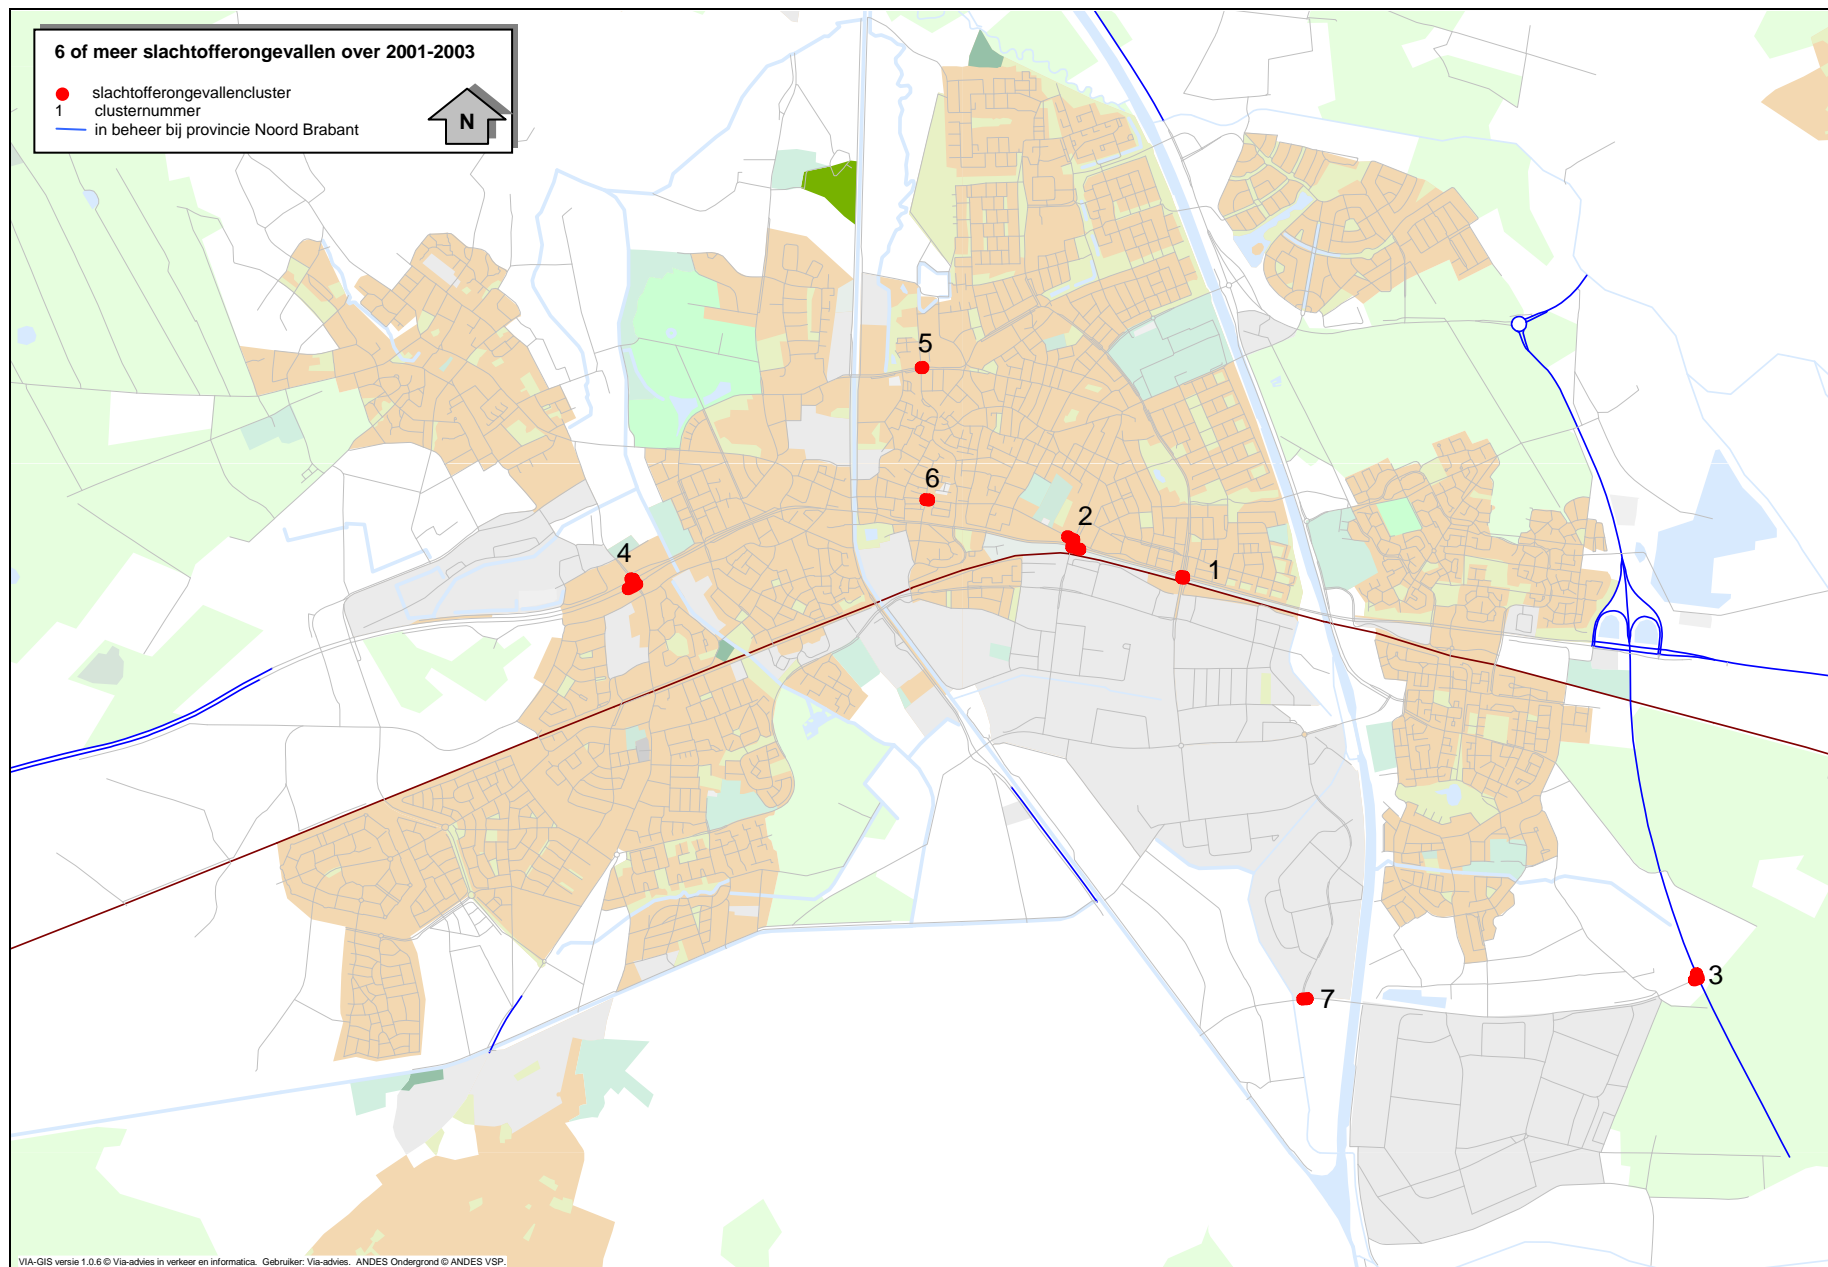 6 of meer slachtofferongevallen over 2001-2003
slachtofferongevallencluster
1 clusternummer
in beheer bij provincie Noord Brabant
N
5
6
2
4
1
3
7
VIA-GIS versie 1.0.6 © Via-advies in verkeer en informatica. Gebruiker: Via-advies. ANDES Ondergrond © ANDES VSP.